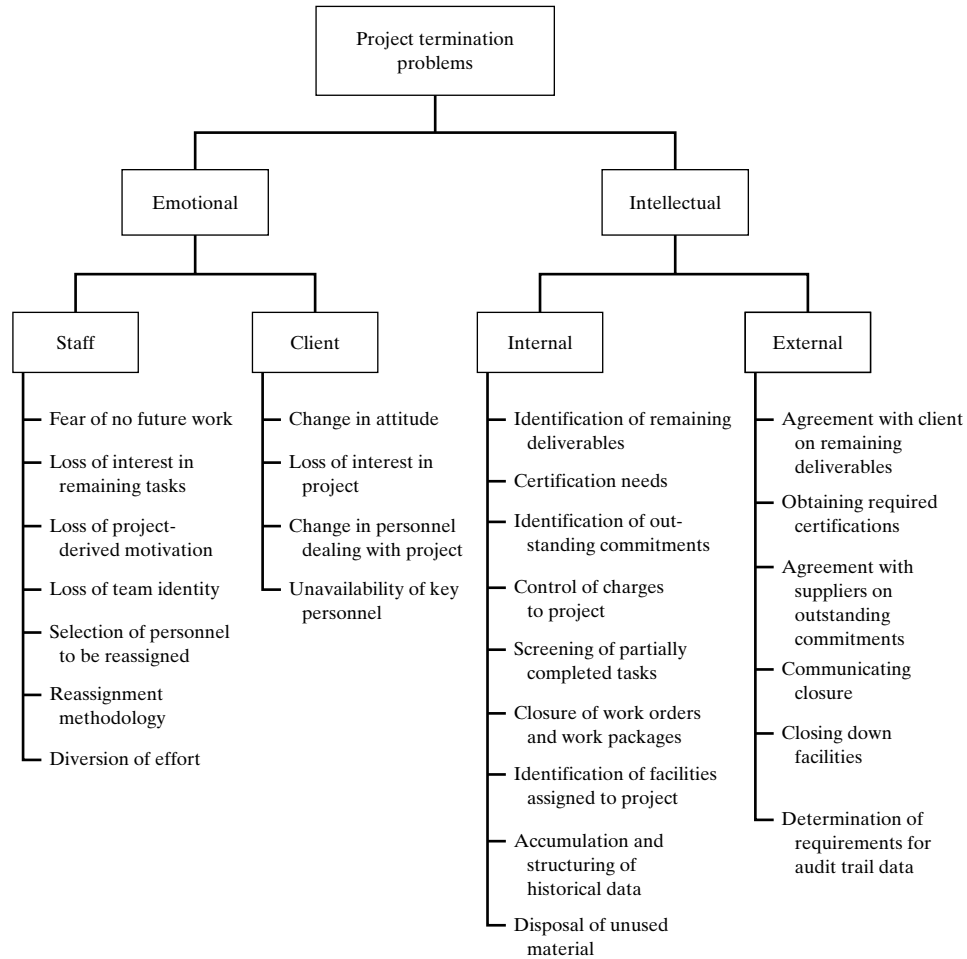 Project termination
problems
Emotional
Intellectual
Staff
Client
Internal
External
Fear of no future work
Loss of interest in
remaining tasks
Loss of project-
derived motivation
Loss of team identity
Selection of personnel
to be reassigned
Reassignment
methodology
Diversion of effort
Change in attitude
Loss of interest in
project
Change in personnel
dealing with project
Unavailability of key
personnel
Identification of remaining
deliverables
Certification needs
Identification of out-
standing commitments
Control of charges
to project
Screening of partially
completed tasks
Closure of work orders
and work packages
Identification of facilities
assigned to project
Accumulation and
structuring of
historical data
Disposal of unused
material
Agreement with client
on remaining
deliverables
Obtaining required
certifications
Agreement with
suppliers on
outstanding
commitments
Communicating
closure
Closing down
facilities
Determination of
requirements for
audit trail data